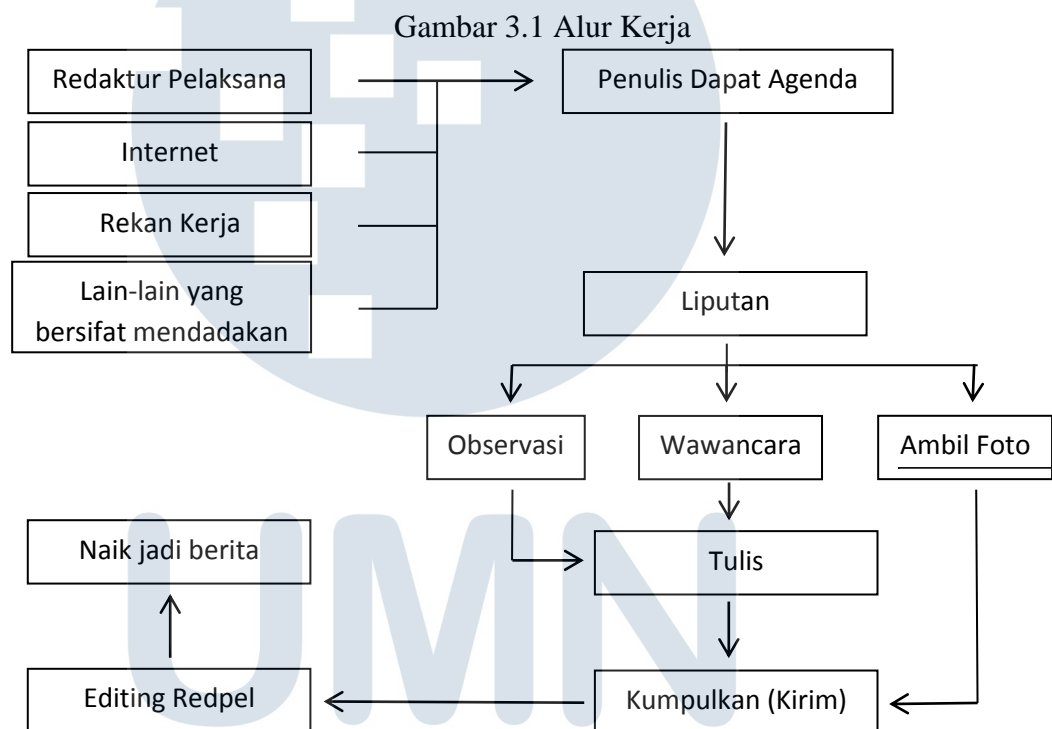 Gambar 3.1 Alur Kerja
Redaktur Pelaksana
Penulis Dapat Agenda
Internet
Rekan Kerja
Lain-lain yang
bersifat mendadakan
Liputan
Observasi
Wawancara
Ambil Foto
Naik jadi berita
Tulis
Editing Redpel
Kumpulkan (Kirim)
UMN